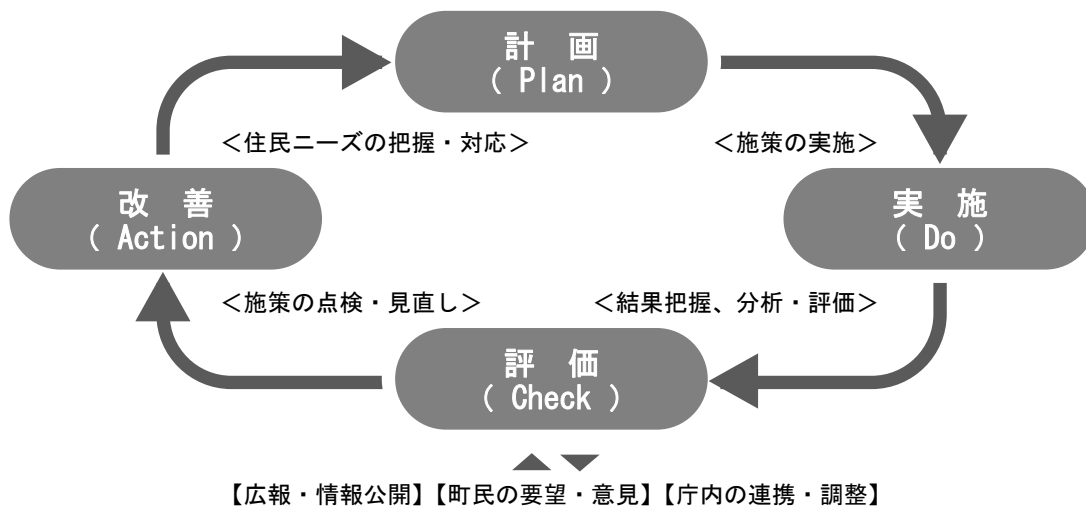 計　画
( Plan )
＜住民ニーズの把握・対応＞
＜施策の実施＞
改　善
( Action )
実　施
( Do )
＜施策の点検・見直し＞
＜結果把握、分析・評価＞
評　価
( Check )
【広報・情報公開】【町民の要望・意見】【庁内の連携・調整】